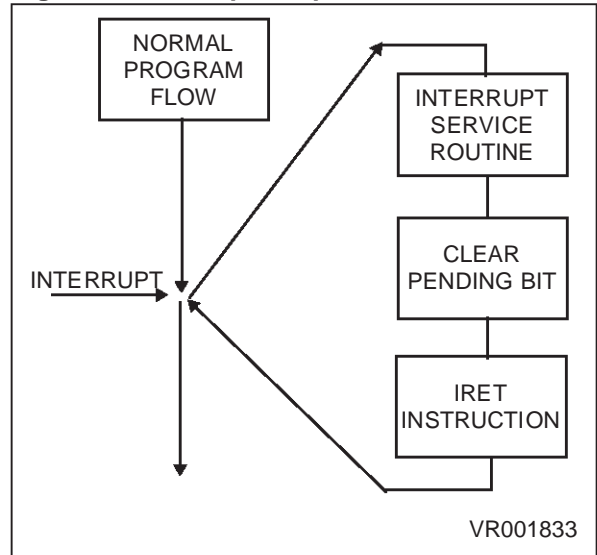 NORMAL
PROGRAM
FLOW
INTERRUPT
SERVICE
ROUTINE
INTERRUPT
CLEAR
PENDING BIT
IRET
INSTRUCTION
VR001833